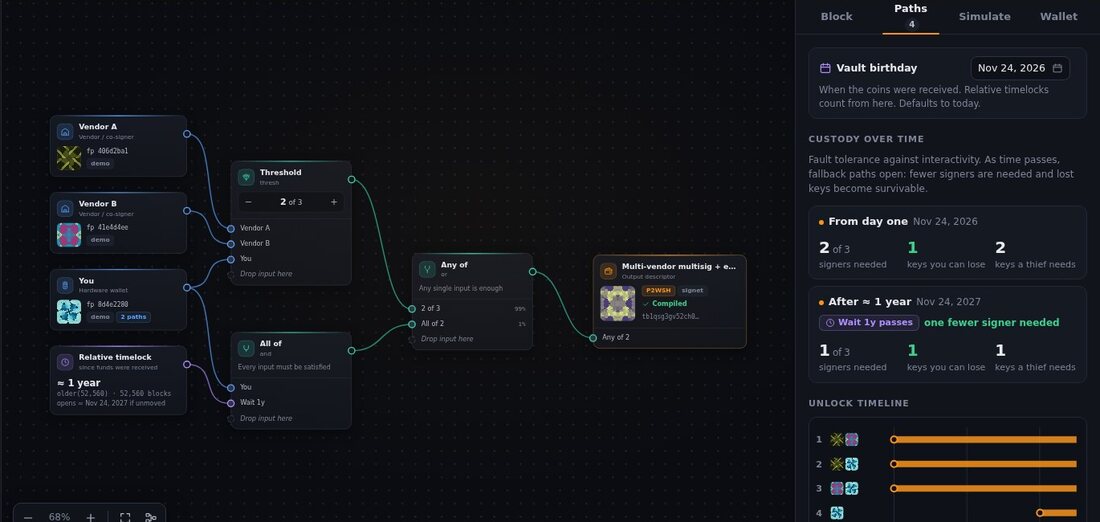 Vendor A
Vendor / co-signer
fp 406d2ba1
demo
Vendor B
Vendor / co-signer
fp 41e4d4ee
demo
You
Hardware wallet
fp 8d4e2280
demo
2 paths
Relative timelock
since funds were received
≈ 1 year
older(52,560) · 52,560 blocks
opens ≈ Nov 24, 2027 if unmoved
Threshold
thresh
− 2 of 3 +
Vendor A
Vendor B
You
Drop input here
All of
and
Every input must be satisfied
You
Wait 1y
Drop input here
Any of
or
Any single input is enough
2 of 3 99%
All of 2 1%
Drop input here
Multi-vendor multisig + e...
Output descriptor
P2WSH signet
Compiled
tb1qsg3gv52ch0…
Any of 2
− 68% +
Block
Paths
4
Simulate
Wallet
Vault birthday
Nov 24, 2026
When the coins were received. Relative timelocks
count from here. Defaults to today.
CUSTODY OVER TIME
Fault tolerance against interactivity. As time passes,
fallback paths open: fewer signers are needed and lost
keys become survivable.
From day one Nov 24, 2026
2 of 3
signers needed
1
keys you can lose
2
keys a thief needs
After ≈ 1 year Nov 24, 2027
Wait 1y passes one fewer signer needed
1 of 3
signers needed
1
keys you can lose
1
keys a thief needs
UNLOCK TIMELINE
1
2
3
4